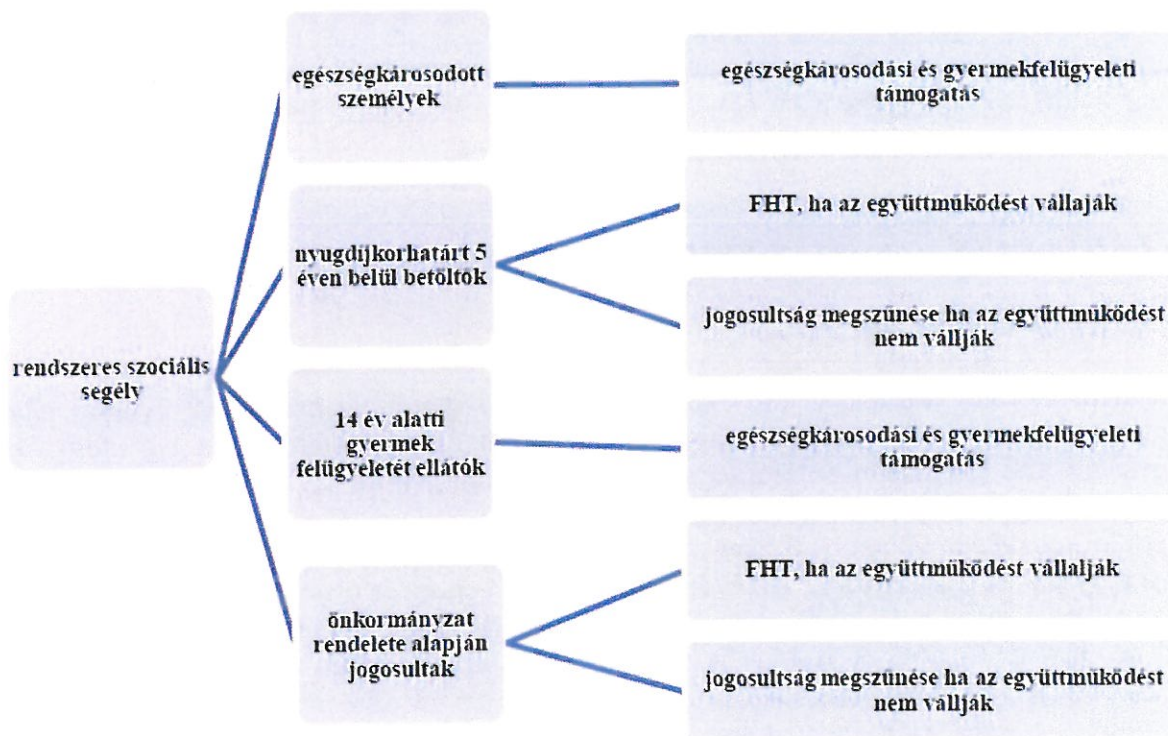 egészségkárosodott
személyek
egészségkárosodási és gyermekfelügyeleti
támogatás
nyugdíjkorhatárt 5
éven belül betöltők
FHT, ha az együttműködést vállaják
jogosultság megszűnése ha az együttműködést
nem vállják
rendszeres szociális
segély
14 év alatti
gyermek
felügyeletét ellátók
egészségkárosodási és gyermekfelügyeleti
támogatás
önkormányzat
rendelete alapján
jogosultak
FHT, ha az együttműködést vállalják
jogosultság megszűnése ha az együttműködést
nem vállják